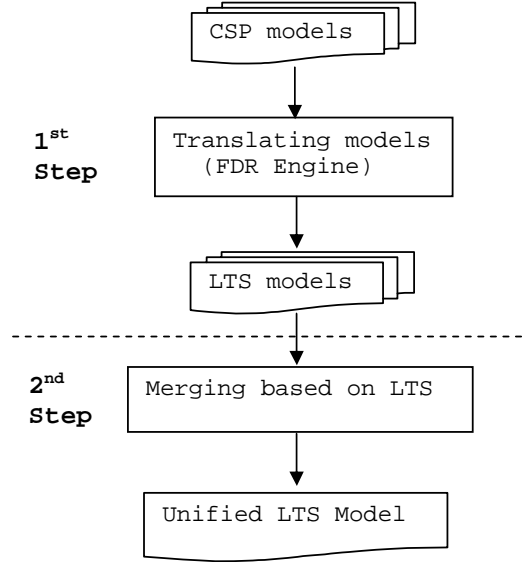 CSP models
1st
Step
Translating models
(FDR Engine)
LTS models
2nd
Step
Merging based on LTS
Unified LTS Model